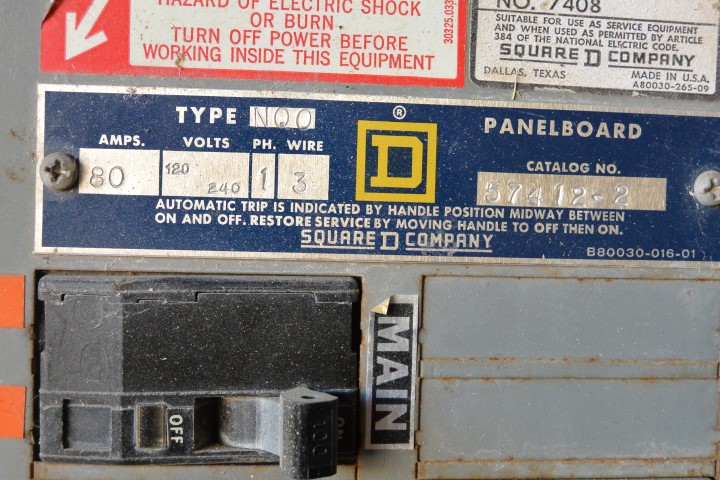 HAZARD OF ELECTRIC SHOCK
OR BURN
TURN OFF POWER BEFORE
WORKING INSIDE THIS EQUIPMENT
NO. 7408
SUITABLE FOR USE AS SERVICE EQUIPMENT
AND WHEN USED AS PERMITTED BY ARTICLE
384 OF THE NATIONAL ELECTRIC CODE.
SQUARE D COMPANY
DALLAS, TEXAS MADE IN U.S.A.
A80030-265-09
TYPE NQO
AMPS. VOLTS PH. WIRE
80 120 240 1 3
D ®
PANELBOARD
CATALOG NO.
57412-2
AUTOMATIC TRIP IS INDICATED BY HANDLE POSITION MIDWAY BETWEEN
ON AND OFF. RESTORE SERVICE BY MOVING HANDLE TO OFF THEN ON.
SQUARE D COMPANY
B80030-016-01
OFF
100
ON
MAIN